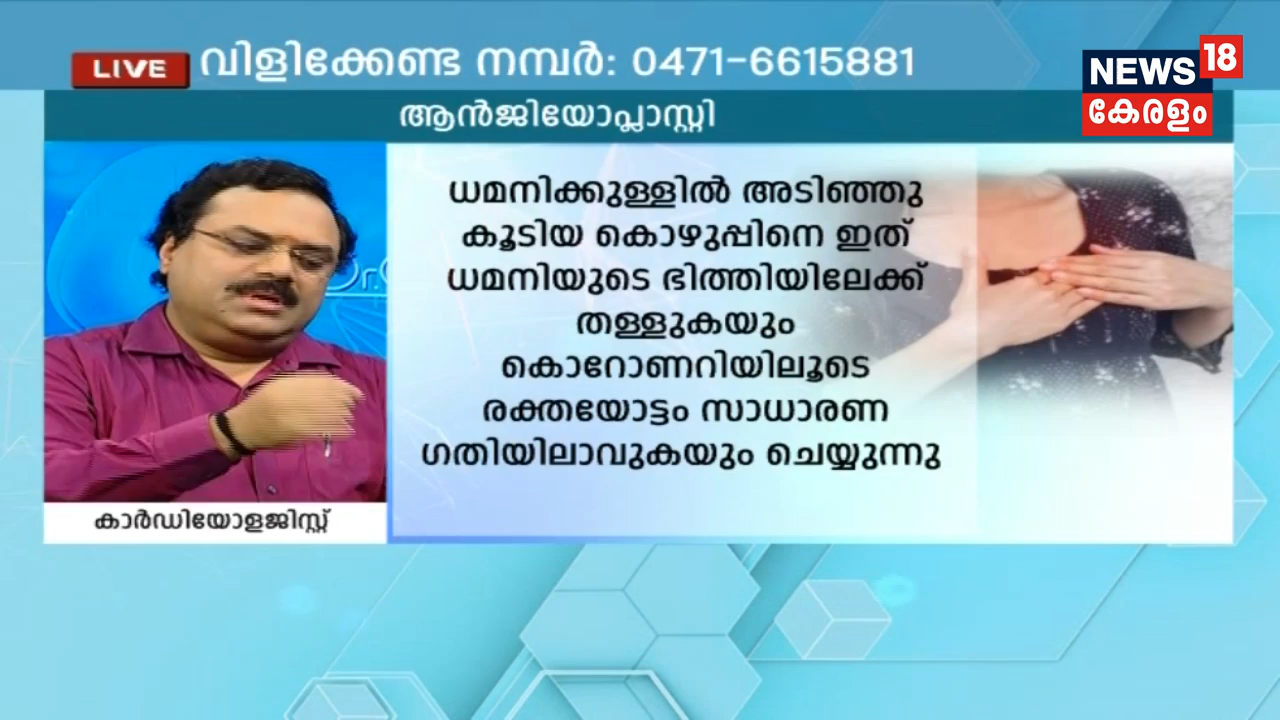 LIVE വിളിക്കേണ്ട നമ്പർ: 0471-6615881
NEWS 18
കേരളം
ആൻജിയോപ്ലാസ്റ്റി
ധമനിക്കുള്ളിൽ അടിഞ്ഞു
കൂടിയ കൊഴുപ്പിനെ ഇത്
ധമനിയുടെ ഭിത്തിയിലേക്ക്
തള്ളുകയും
കൊറോണറിയിലൂടെ
രക്തയോട്ടം സാധാരണ
ഗതിയിലാവുകയും ചെയ്യുന്നു
Dr.
കാർഡിയോളജിസ്റ്റ്